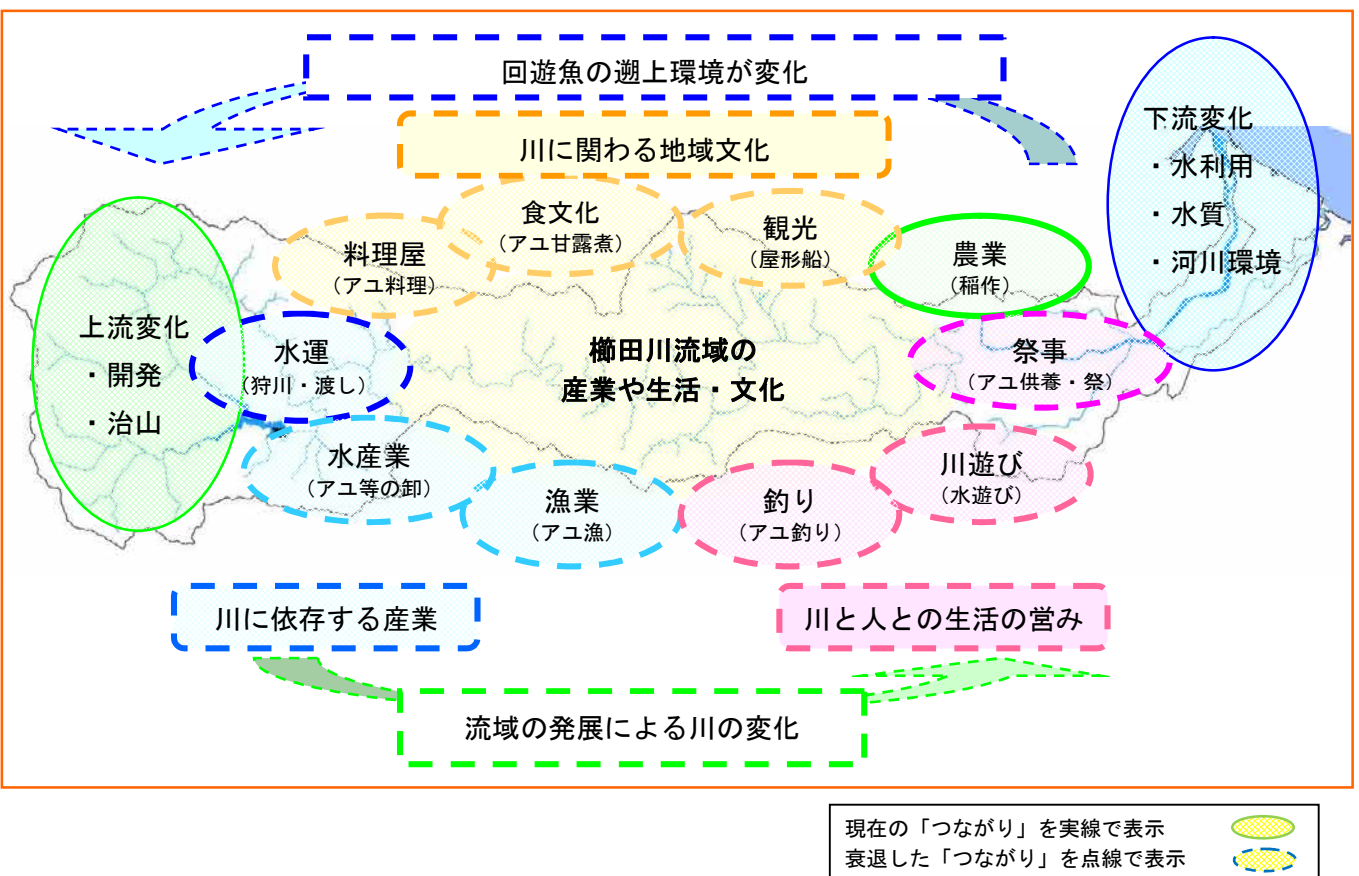 回遊魚の遡上環境が変化
川に関わる地域文化
下流変化
・水利用
・水質
・河川環境
食文化
(アユ甘露煮)
観光
(屋形船)
料理屋
(アユ料理)
農業
(稲作)
上流変化
・開発
・治山
水運
(狩川・渡し)
櫛田川流域の
産業や生活・文化
祭事
(アユ供養・祭)
水産業
(アユ等の卸)
漁業
(アユ漁)
釣り
(アユ釣り)
川遊び
(水遊び)
川に依存する産業
川と人との生活の営み
流域の発展による川の変化
現在の「つながり」を実線で表示
衰退した「つながり」を点線で表示